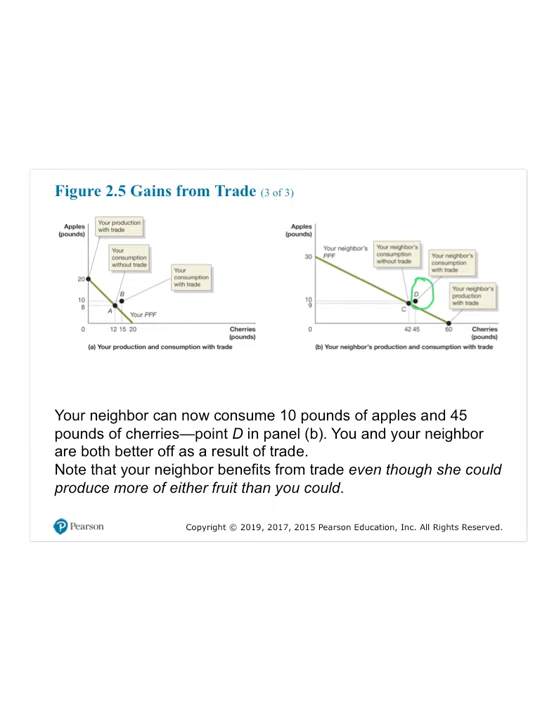 Figure 2.5 Gains from Trade (3 of 3)
Apples
(pounds)
Your production
with trade
Your
consumption
without trade
Your
consumption
with trade
20
10
8
B
A
Your PPF
0
12 15 20
Cherries
(pounds)
(a) Your production and consumption with trade
Apples
(pounds)
Your neighbor's
PPF
Your neighbor's
consumption
without trade
Your neighbor's
consumption
with trade
Your neighbor's
production
with trade
30
10
9
D
C
0
42 45
60
Cherries
(pounds)
(b) Your neighbor's production and consumption with trade
Your neighbor can now consume 10 pounds of apples and 45
pounds of cherries—point D in panel (b). You and your neighbor
are both better off as a result of trade.
Note that your neighbor benefits from trade even though she could
produce more of either fruit than you could.
P Pearson
Copyright © 2019, 2017, 2015 Pearson Education, Inc. All Rights Reserved.